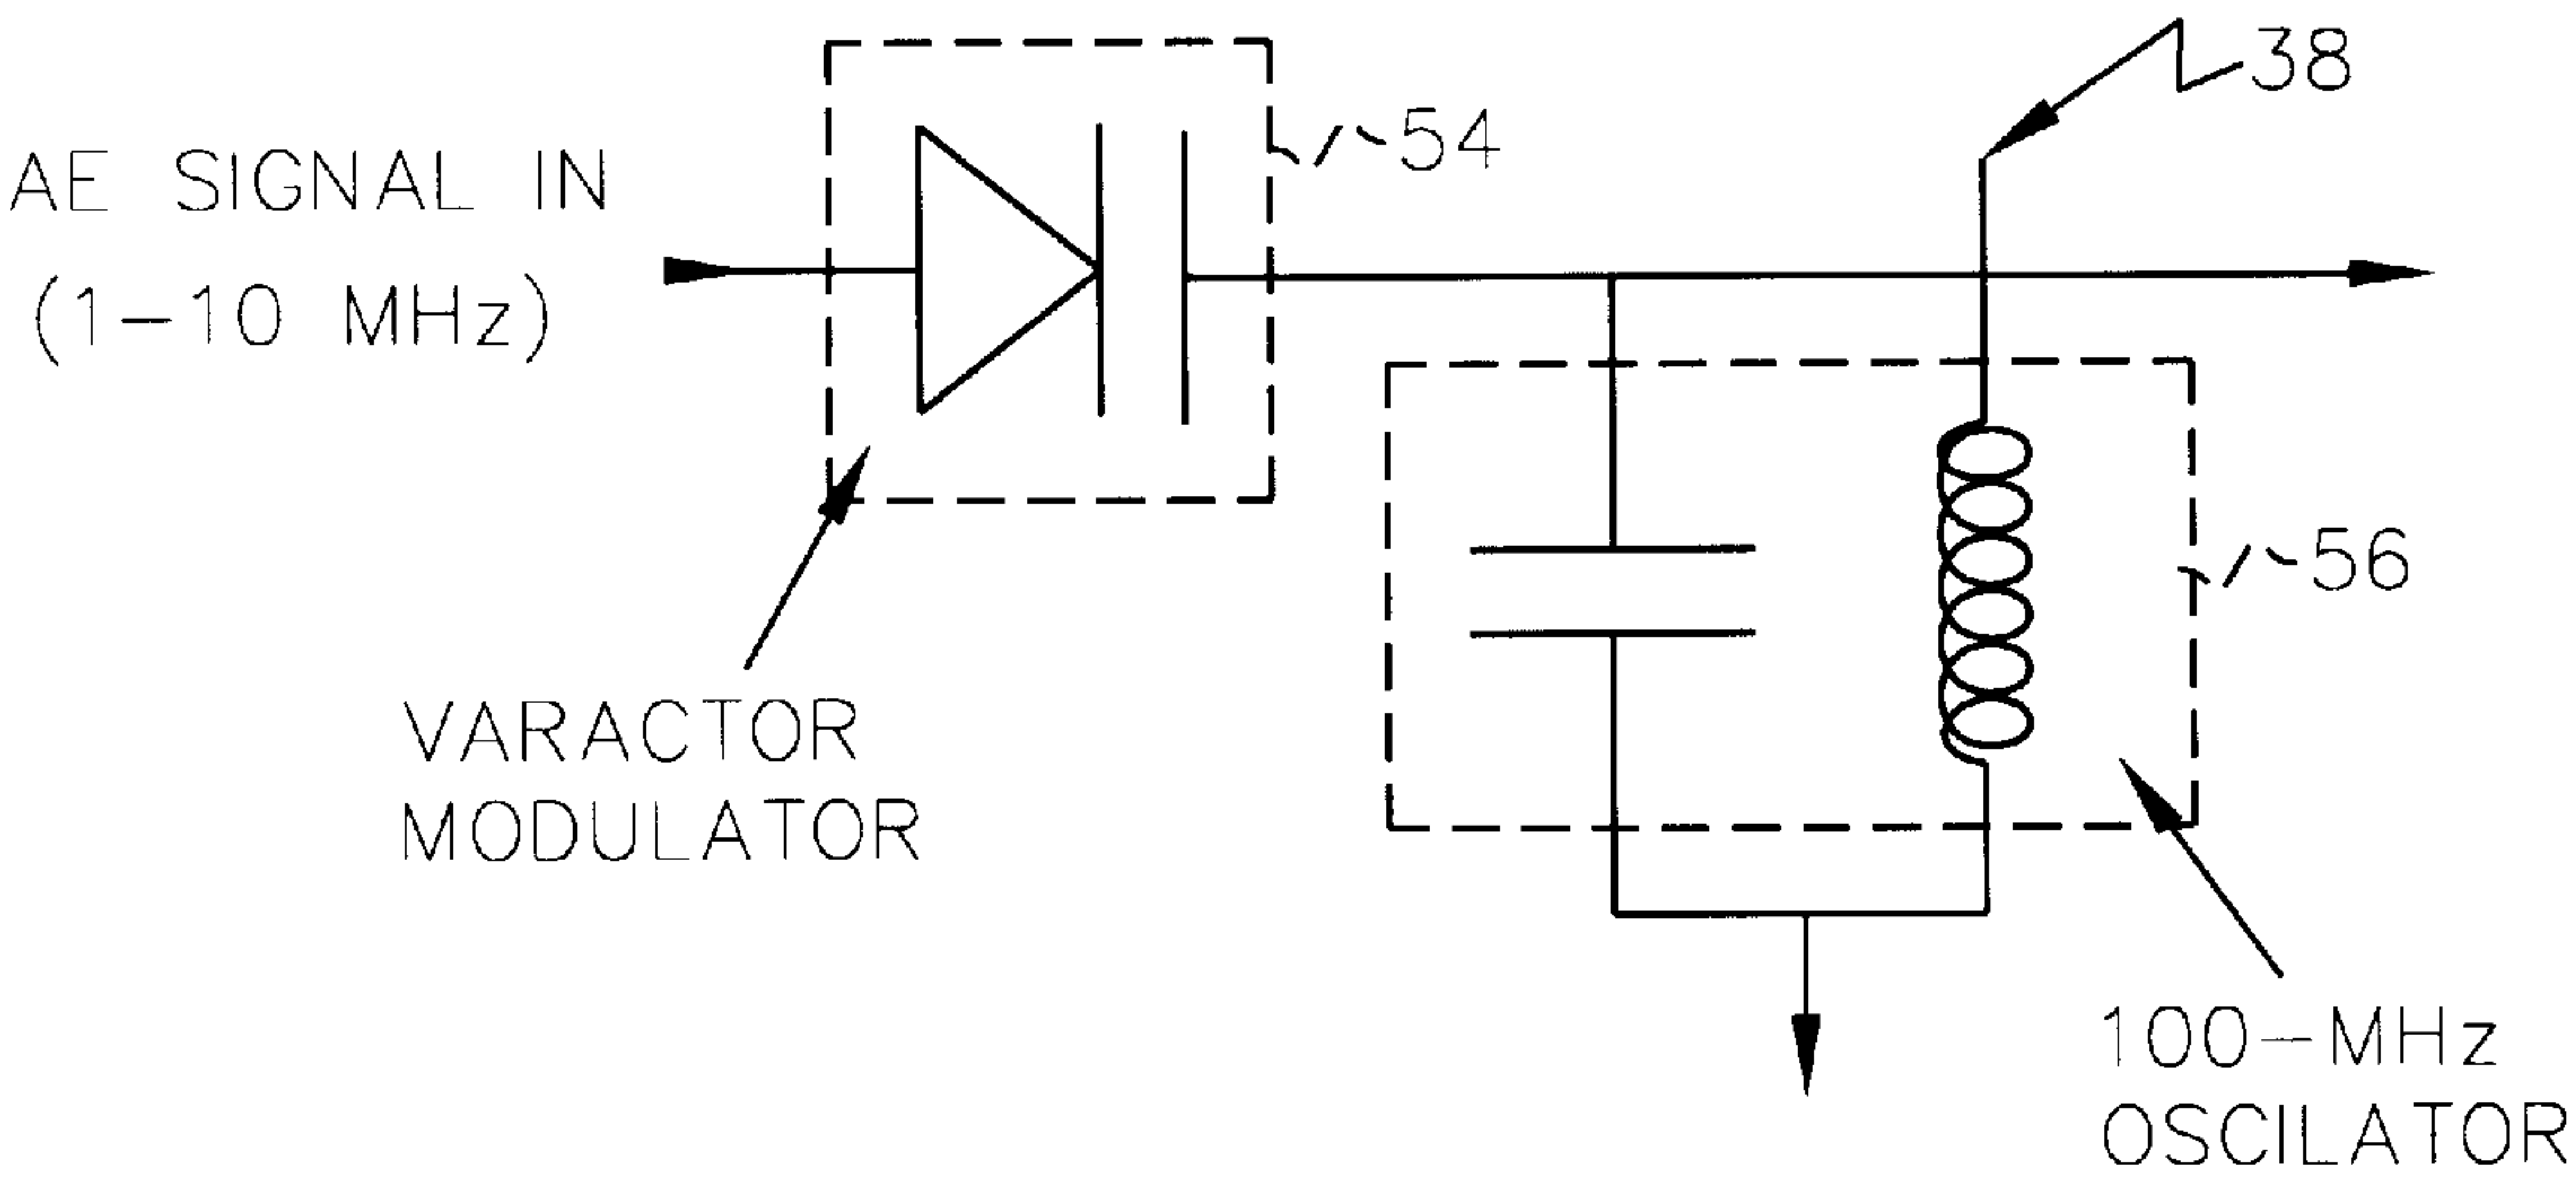 38
54
AE SIGNAL IN
(1-10 MHz)
56
VARACTOR
MODULATOR
100-MHz
OSCILATOR